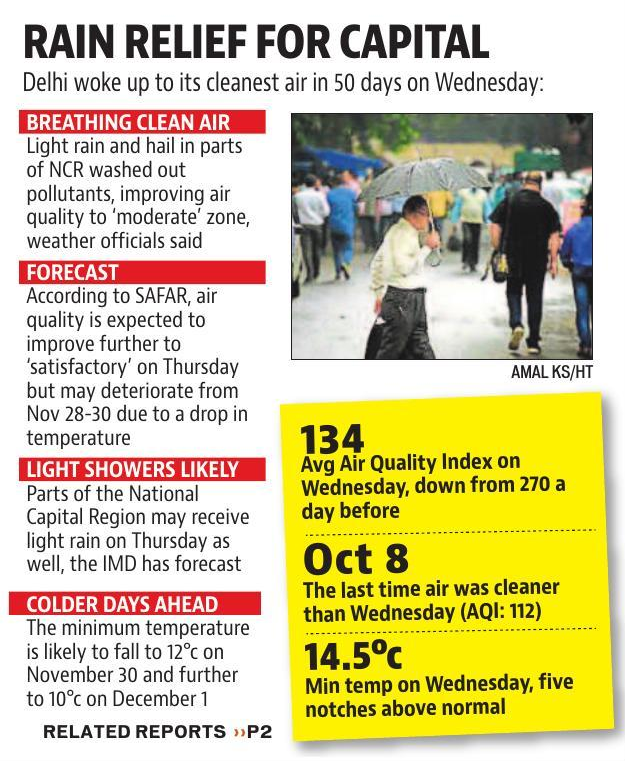 RAIN RELIEF FOR CAPITAL
Delhi woke up to its cleanest air in 50 days on Wednesday:
BREATHING CLEAN AIR
Light rain and hail in parts
of NCR washed out
pollutants, improving air
quality to ‘moderate’ zone,
weather officials said
FORECAST
According to SAFAR, air
quality is expected to
improve further to
‘satisfactory’ on Thursday
but may deteriorate from
Nov 28-30 due to a drop in
temperature
LIGHT SHOWERS LIKELY
Parts of the National
Capital Region may receive
light rain on Thursday as
well, the IMD has forecast
COLDER DAYS AHEAD
The minimum temperature
is likely to fall to 12°c on
November 30 and further
to 10°c on December 1
RELATED REPORTS ››P2
AMAL KS/HT
134
Avg Air Quality Index on
Wednesday, down from 270 a
day before
Oct 8
The last time air was cleaner
than Wednesday (AQI: 112)
14.5°c
Min temp on Wednesday, five
notches above normal